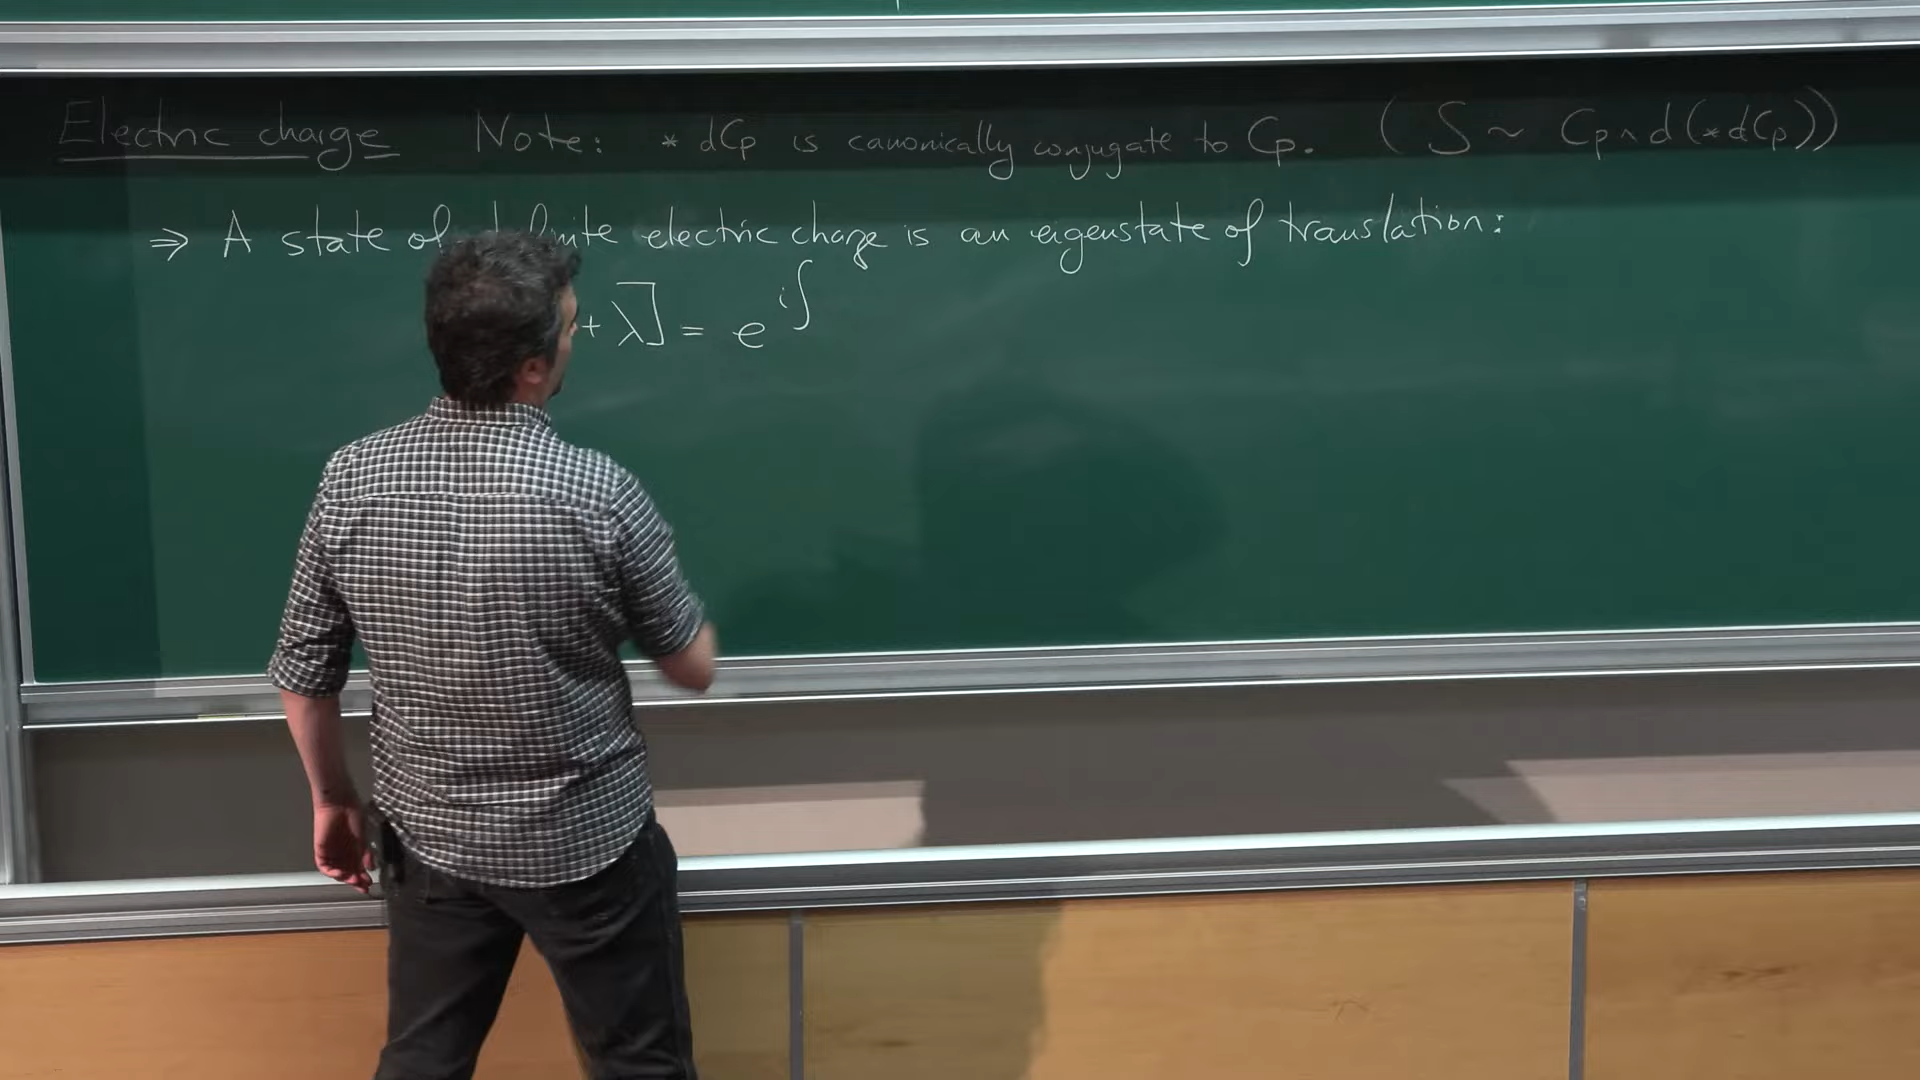 Electric charge Note: * dCp is canonically conjugate to Cp. ( S ~ Cp ∧ d(*dCp))
⇒ A state of electric charge is an eigenstate of translation:
+ λ] = e^{i∫